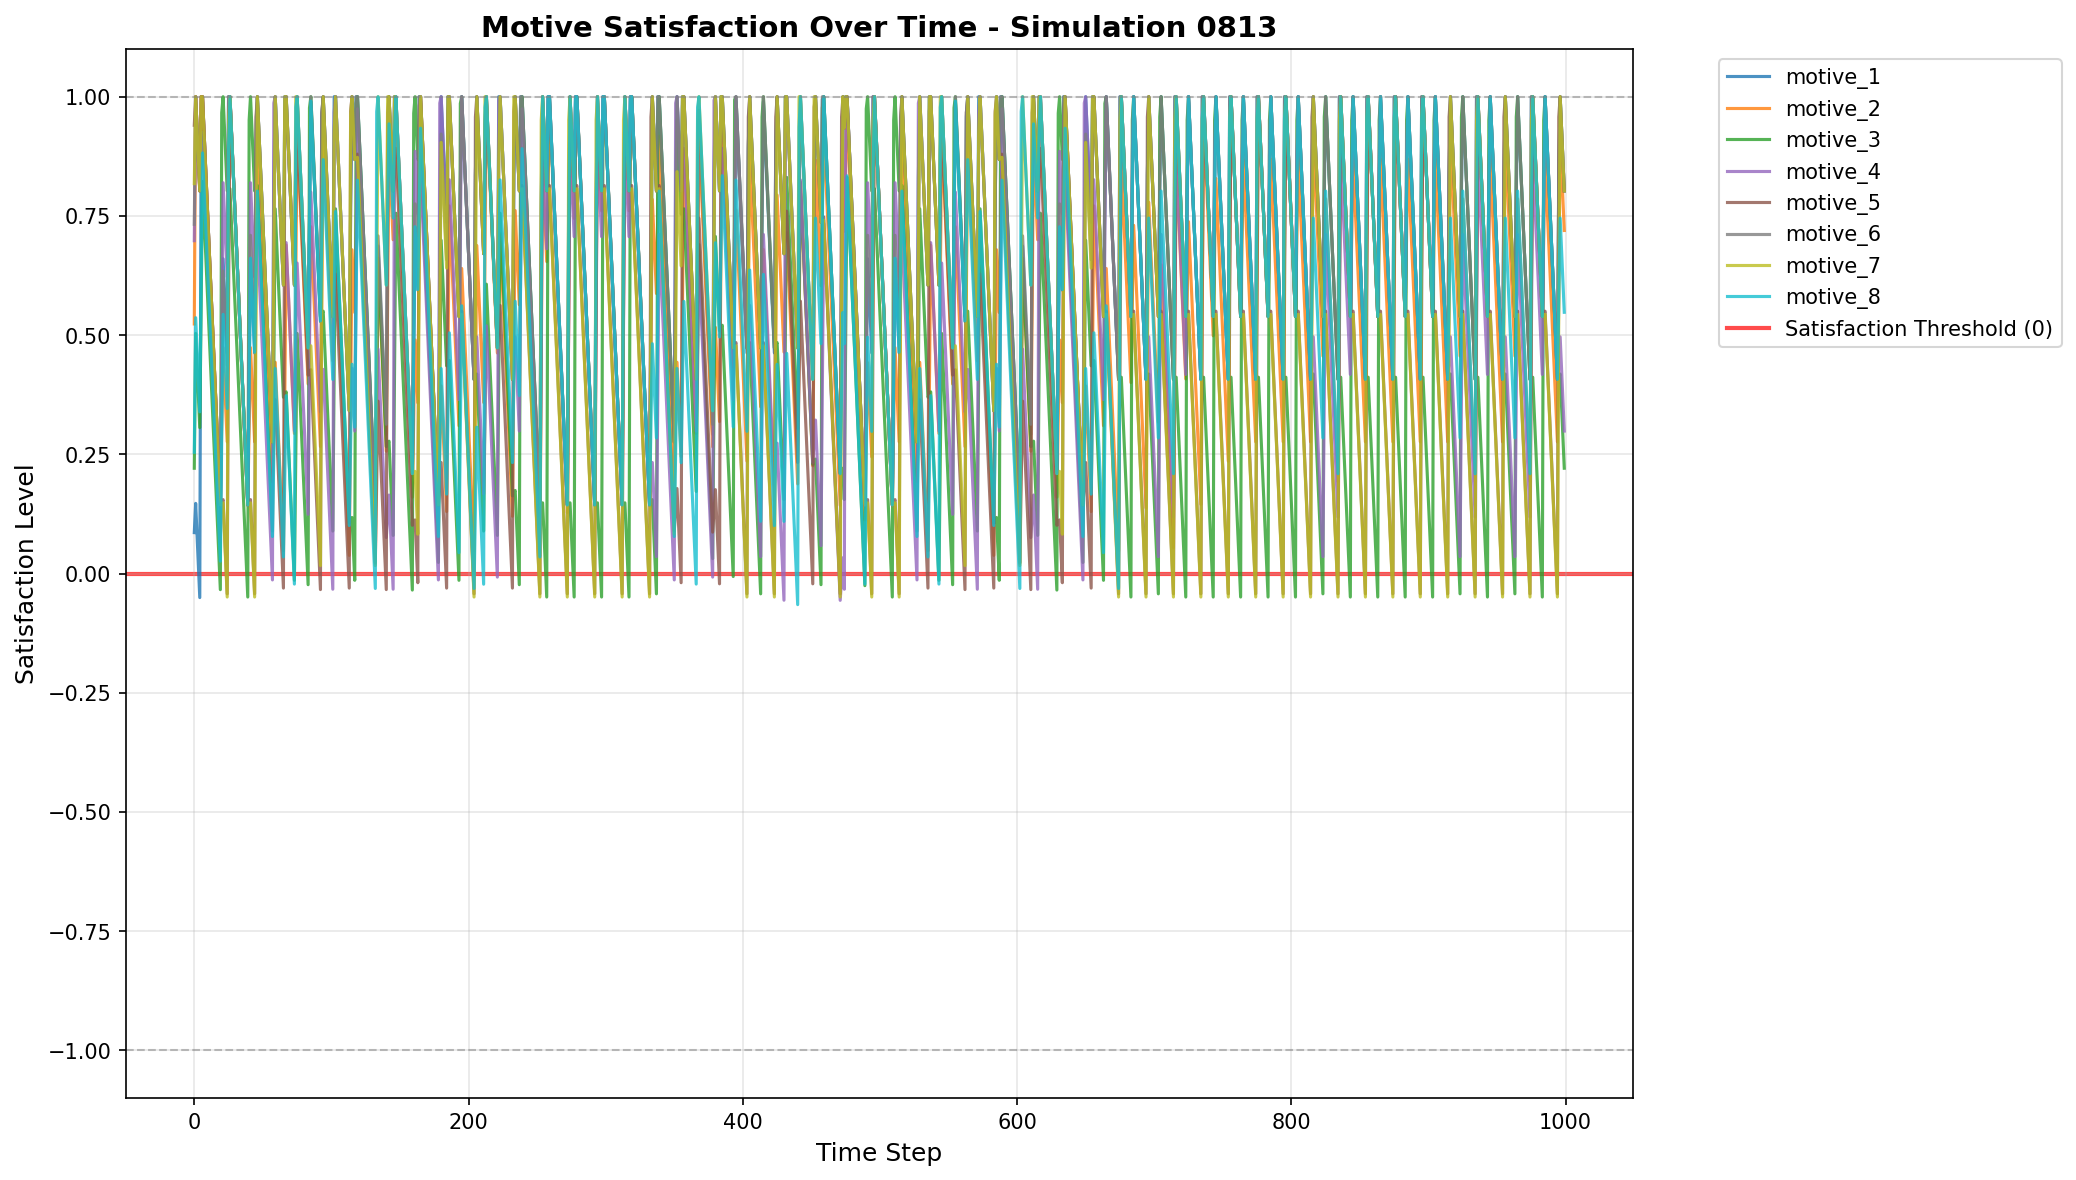 Motive Satisfaction Over Time - Simulation 0813
Satisfaction Level
1.00
0.75
0.50
0.25
0.00
−0.25
−0.50
−0.75
−1.00
0
200
400
600
800
1000
Time Step
motive_1
motive_2
motive_3
motive_4
motive_5
motive_6
motive_7
motive_8
Satisfaction Threshold (0)